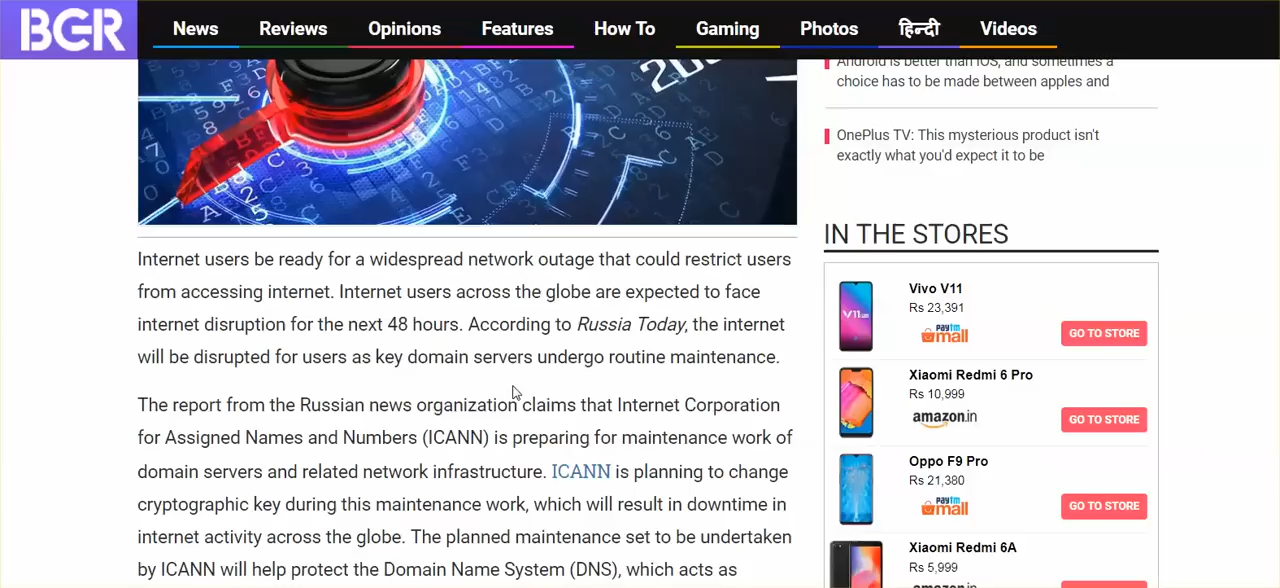 BGR
News Reviews Opinions Features How To Gaming Photos हिन्दी Videos
Android is better than iOS, and sometimes a
choice has to be made between apples and
OnePlus TV: This mysterious product isn't
exactly what you'd expect it to be
Internet users be ready for a widespread network outage that could restrict users
from accessing internet. Internet users across the globe are expected to face
internet disruption for the next 48 hours. According to Russia Today, the internet
will be disrupted for users as key domain servers undergo routine maintenance.
The report from the Russian news organization claims that Internet Corporation
for Assigned Names and Numbers (ICANN) is preparing for maintenance work of
domain servers and related network infrastructure. ICANN is planning to change
cryptographic key during this maintenance work, which will result in downtime in
internet activity across the globe. The planned maintenance set to be undertaken
by ICANN will help protect the Domain Name System (DNS), which acts as
IN THE STORES
Vivo V11
Rs 23,391
paytm
mall
GO TO STORE
Xiaomi Redmi 6 Pro
Rs 10,999
amazon.in
GO TO STORE
Oppo F9 Pro
Rs 21,380
paytm
mall
GO TO STORE
Xiaomi Redmi 6A
Rs 5,999